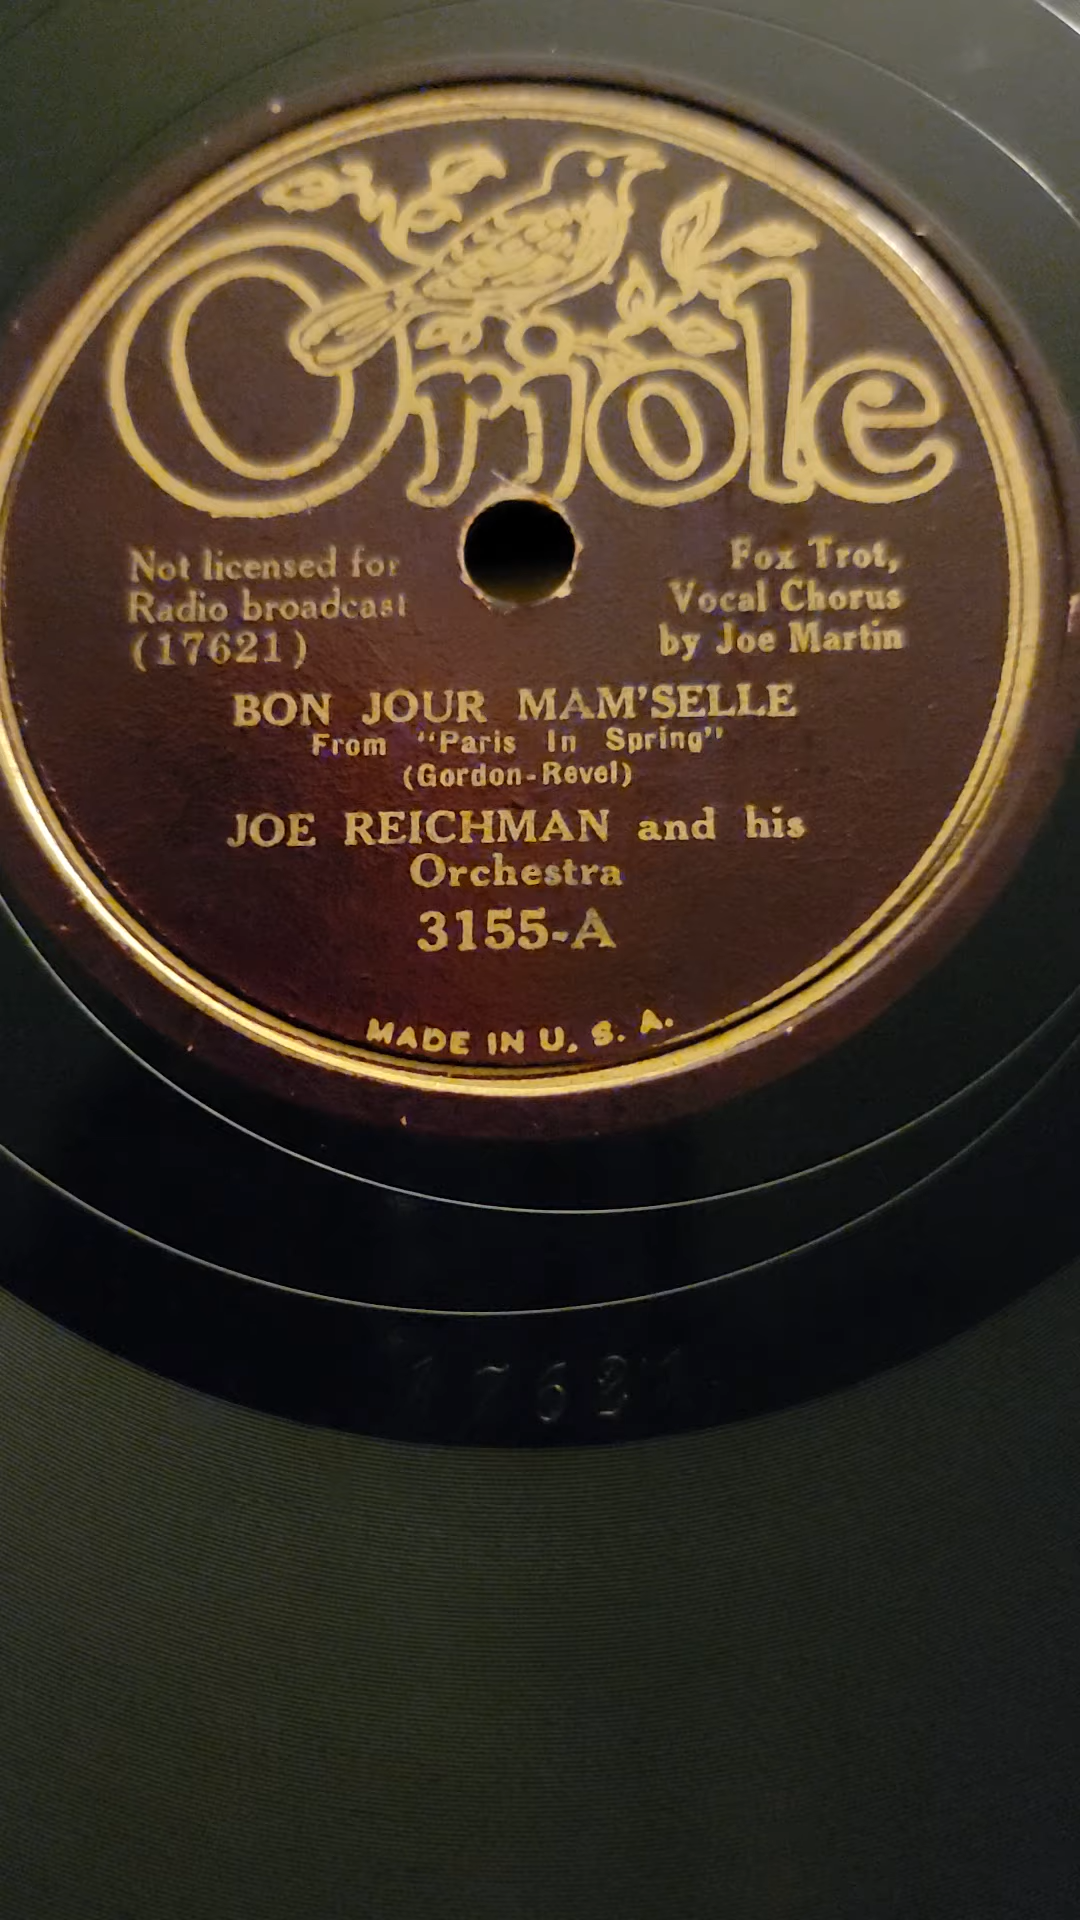 Oriole
Not licensed for
Radio broadcast
(17621)
Fox Trot,
Vocal Chorus
by Joe Martin
BON JOUR MAM'SELLE
From "Paris In Spring"
(Gordon-Revel)
JOE REICHMAN and his
Orchestra
3155-A
MADE IN U. S. A.
17621